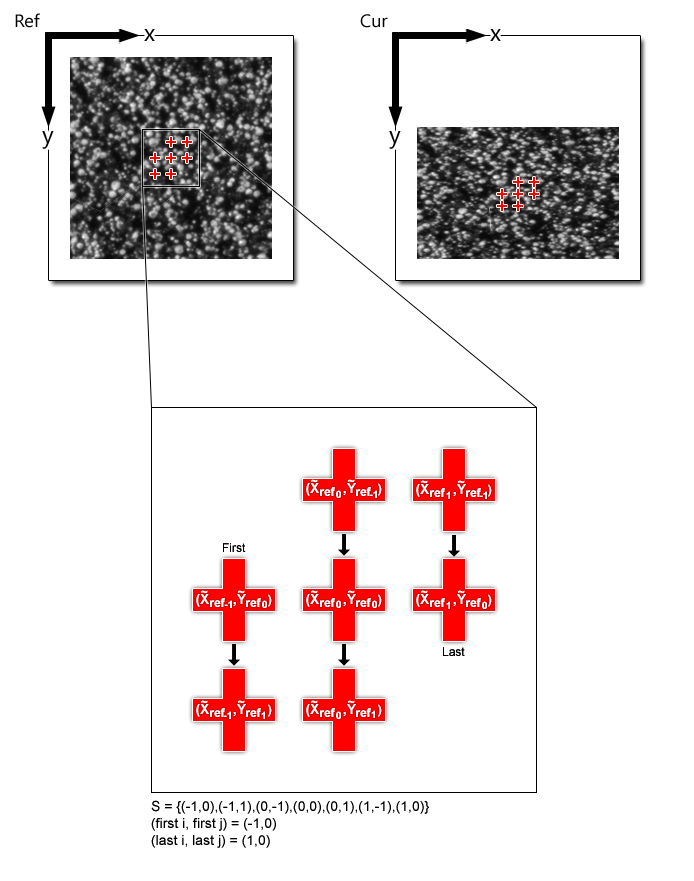 Ref
Cur
x
x
y
y
(X̃ref0,Ỹref-1)
(X̃ref1,Ỹref-1)
First
(X̃ref-1,Ỹref0)
(X̃ref0,Ỹref0)
(X̃ref1,Ỹref0)
Last
(X̃ref-1,Ỹref1)
(X̃ref0,Ỹref1)
S = {(-1,0),(-1,1),(0,-1),(0,0),(0,1),(1,-1),(1,0)}
(first i, first j) = (-1,0)
(last i, last j) = (1,0)